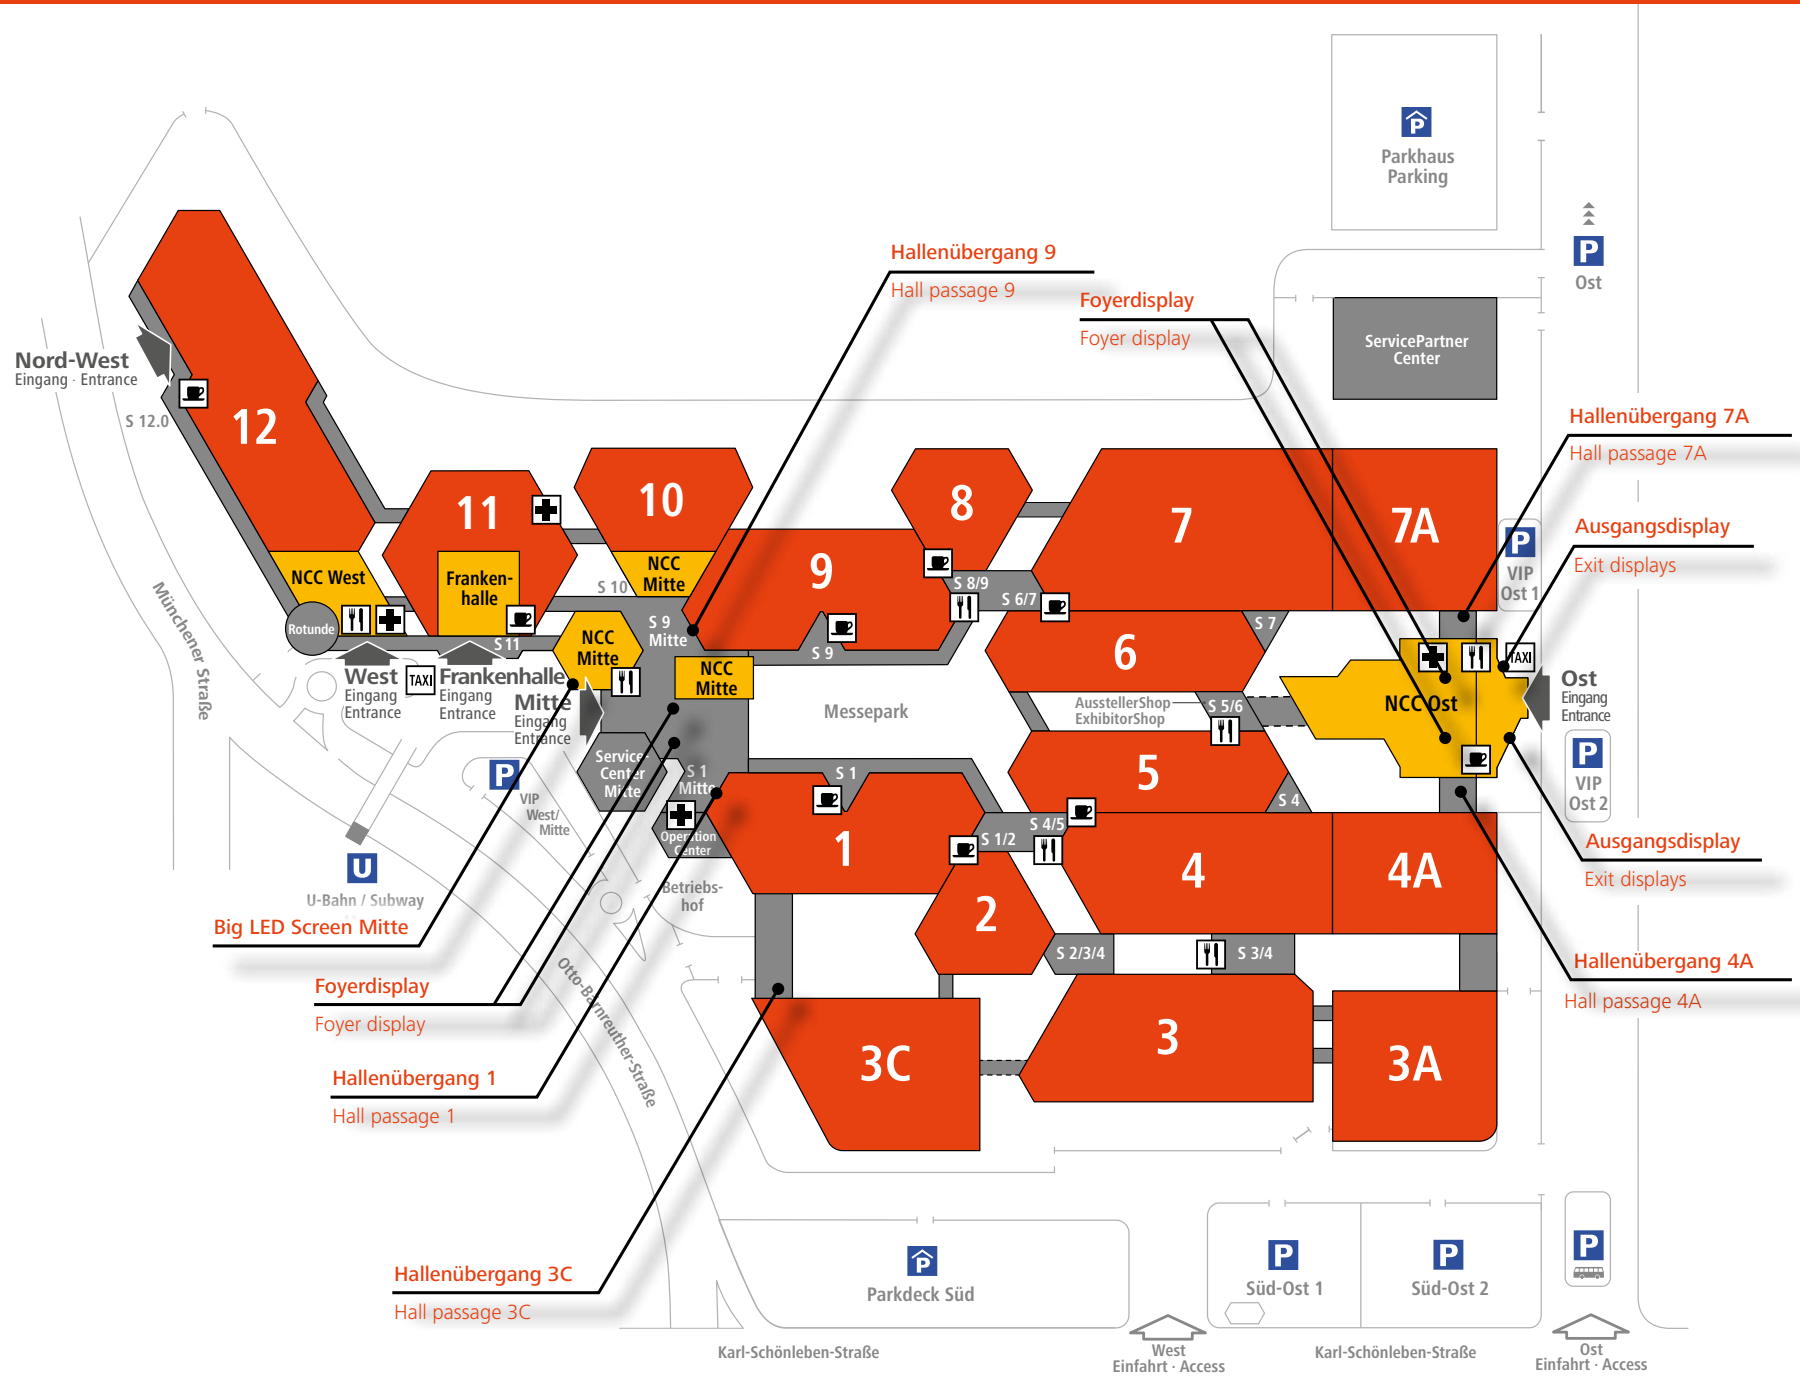 Parkhaus
Parking
Ost
Hallenübergang 9
Hall passage 9
Foyerdisplay
Foyer display
ServicePartner
Center
Nord-West
Eingang · Entrance
S 12.0
12
Hallenübergang 7A
Hall passage 7A
11
10
8
7
7A
Ausgangsdisplay
Exit displays
VIP
Ost 1
NCC West
Franken-
halle
NCC
Mitte
9
S 10
S 8/9
S 6/7
Rotunde
S 11
NCC
Mitte
S 9
Mitte
S 9
NCC
Mitte
6
S 7
TAXI
NCC Ost
Ost
Eingang
Entrance
West
Eingang
Entrance
TAXI
Frankenhalle
Eingang
Entrance
Mitte
Eingang
Entrance
Münchener Straße
Messepark
AusstellerShop
ExhibitorShop
S 5/6
Service-
Center
Mitte
S 1
Mitte
S 1
5
S 4
VIP
Ost 2
VIP
West/
Mitte
Operation
Center
1
S 1/2
S 4/5
4
4A
Ausgangsdisplay
Exit displays
U
U-Bahn / Subway
Betriebs-
hof
2
Big LED Screen Mitte
S 2/3/4
S 3/4
Hallenübergang 4A
Hall passage 4A
Foyerdisplay
Foyer display
Otto-Bärnreuther-Straße
3C
3
3A
Hallenübergang 1
Hall passage 1
Hallenübergang 3C
Hall passage 3C
P
Parkdeck Süd
P
Süd-Ost 1
P
Süd-Ost 2
P
Karl-Schönleben-Straße
West
Einfahrt · Access
Karl-Schönleben-Straße
Ost
Einfahrt · Access